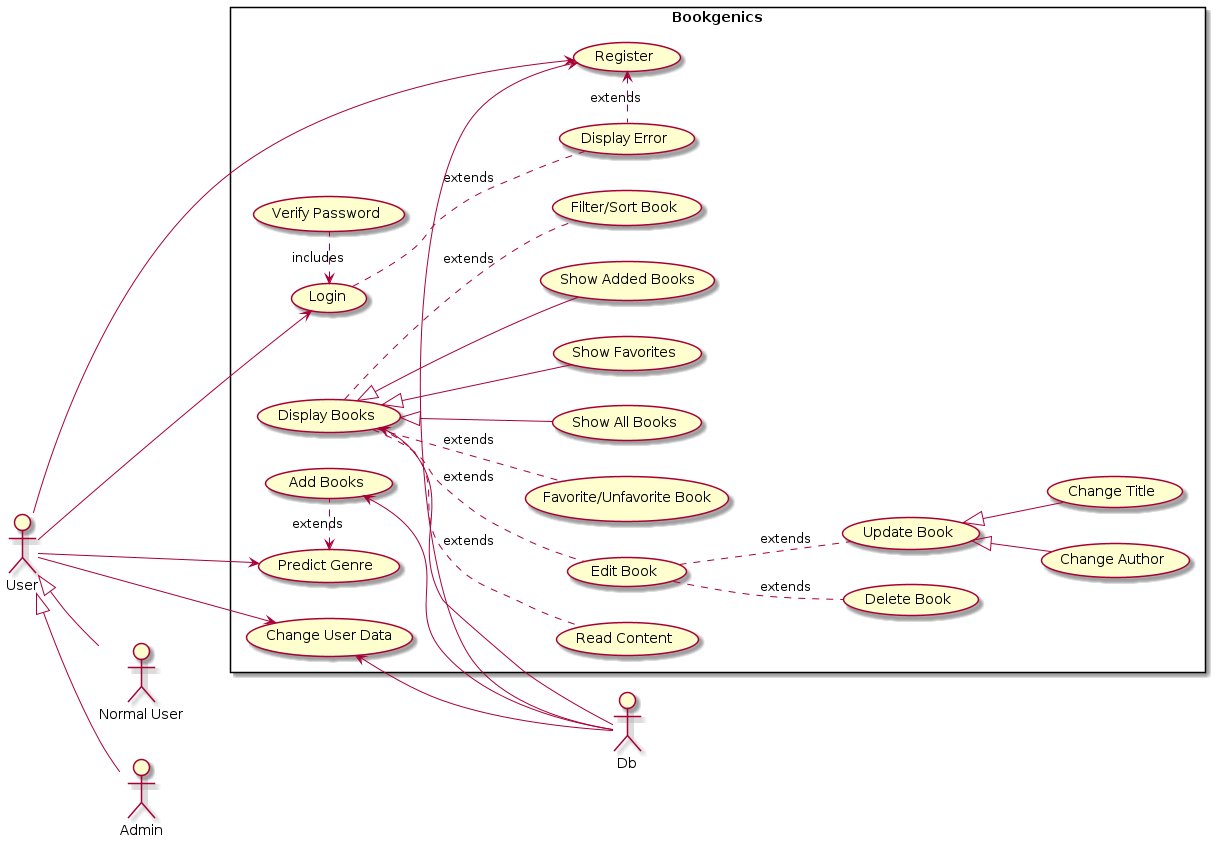 Bookgenics
Register
extends
Display Error
extends
Verify Password
Filter/Sort Book
includes
extends
Login
Show Added Books
Show Favorites
Display Books
Show All Books
extends
extends
Add Books
Favorite/Unfavorite Book
Change Title
extends
extends
extends
Update Book
Predict Genre
Edit Book
Change Author
User
extends
Delete Book
Change User Data
Read Content
Normal User
Db
Admin